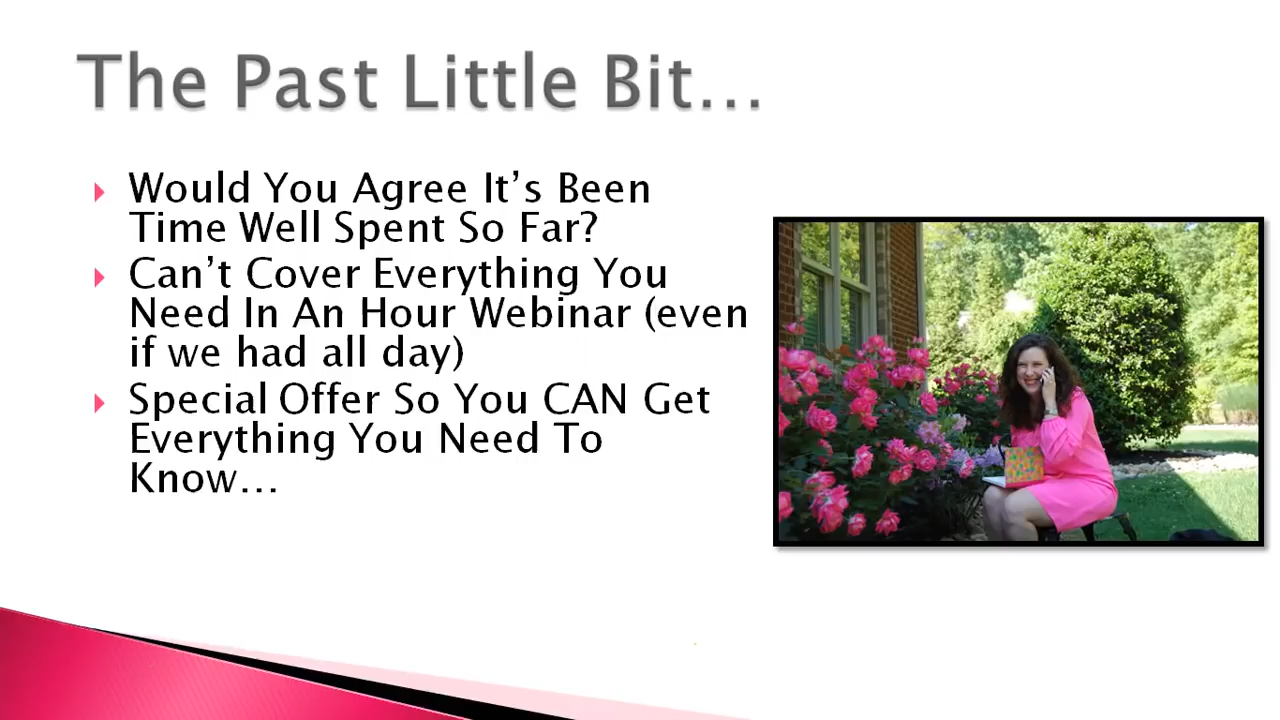 The Past Little Bit…
Would You Agree It’s Been
Time Well Spent So Far?
Can’t Cover Everything You
Need In An Hour Webinar (even
if we had all day)
Special Offer So You CAN Get
Everything You Need To
Know…